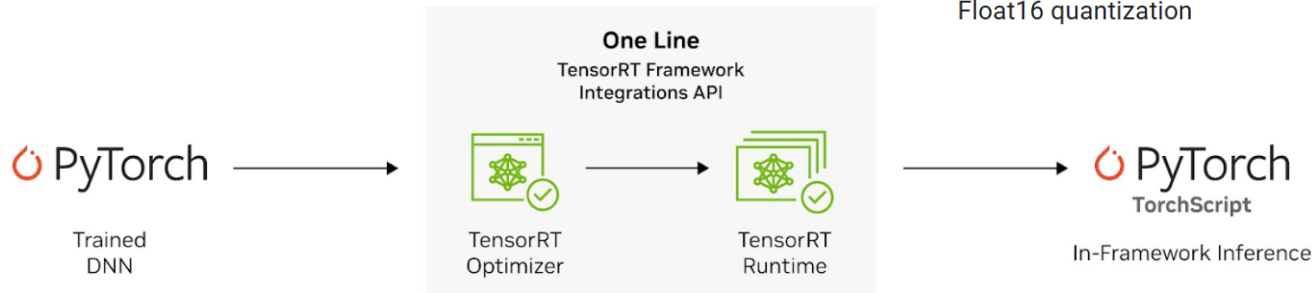 Float16 quantization
One Line
TensorRT Framework
Integrations API
PyTorch
PyTorch
TorchScript
Trained
DNN
TensorRT
Optimizer
TensorRT
Runtime
In-Framework Inference